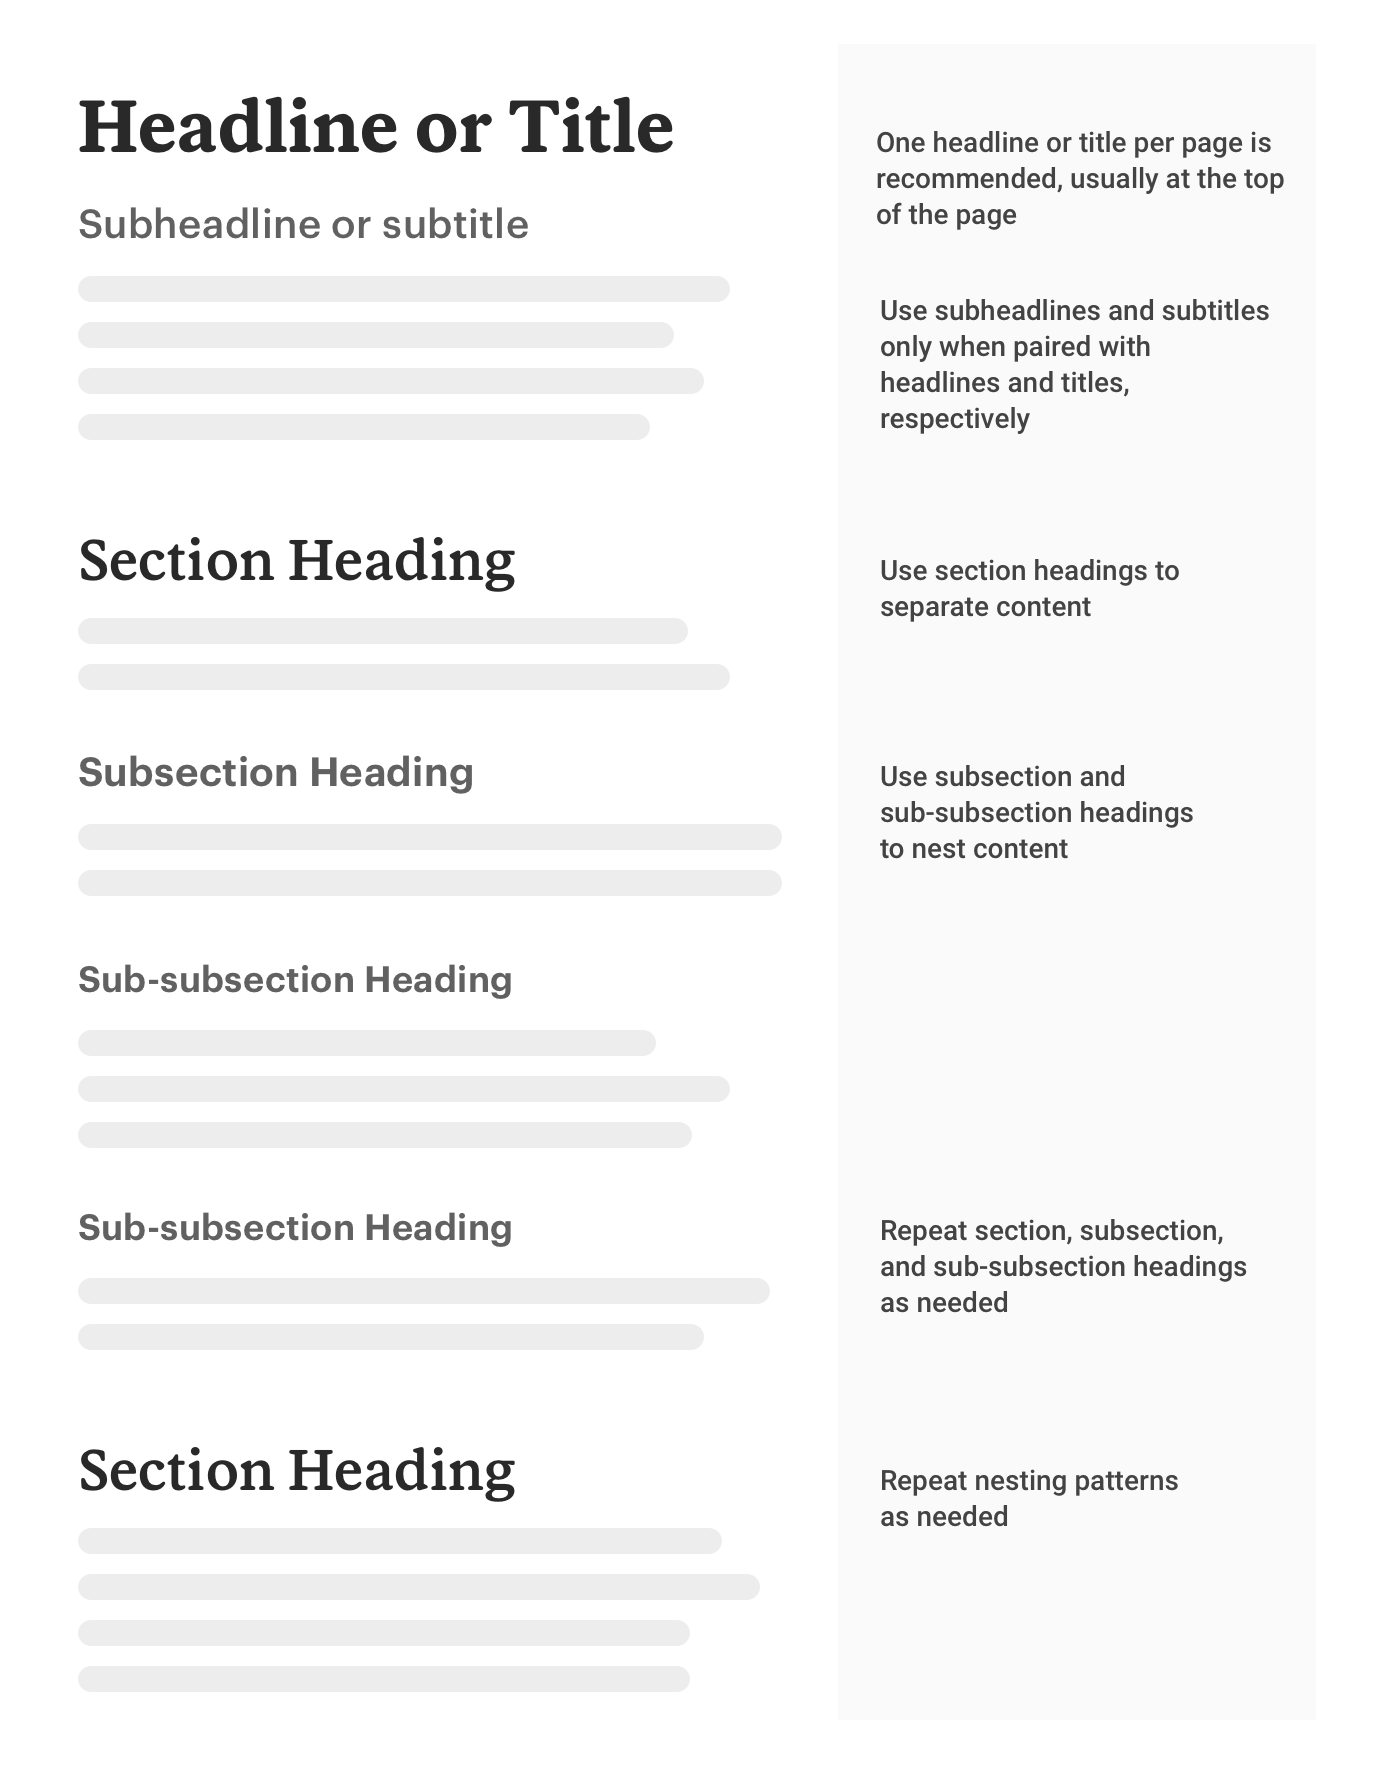 Headline or Title
Subheadline or subtitle
One headline or title per page is
recommended, usually at the top
of the page
Use subheadlines and subtitles
only when paired with
headlines and titles,
respectively
Section Heading
Use section headings to
separate content
Subsection Heading
Use subsection and
sub-subsection headings
to nest content
Sub-subsection Heading
Sub-subsection Heading
Repeat section, subsection,
and sub-subsection headings
as needed
Section Heading
Repeat nesting patterns
as needed